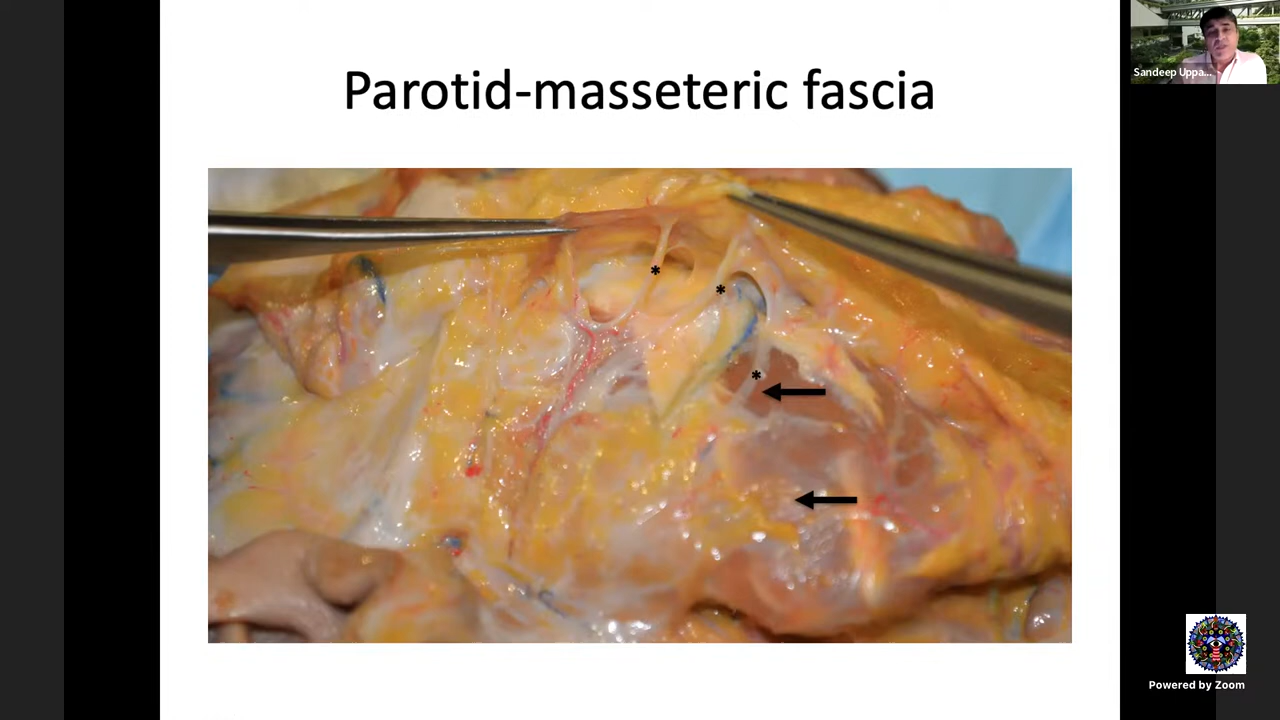 Parotid-masseteric fascia
Sandeep Uppa...
*
*
*
Powered by Zoom